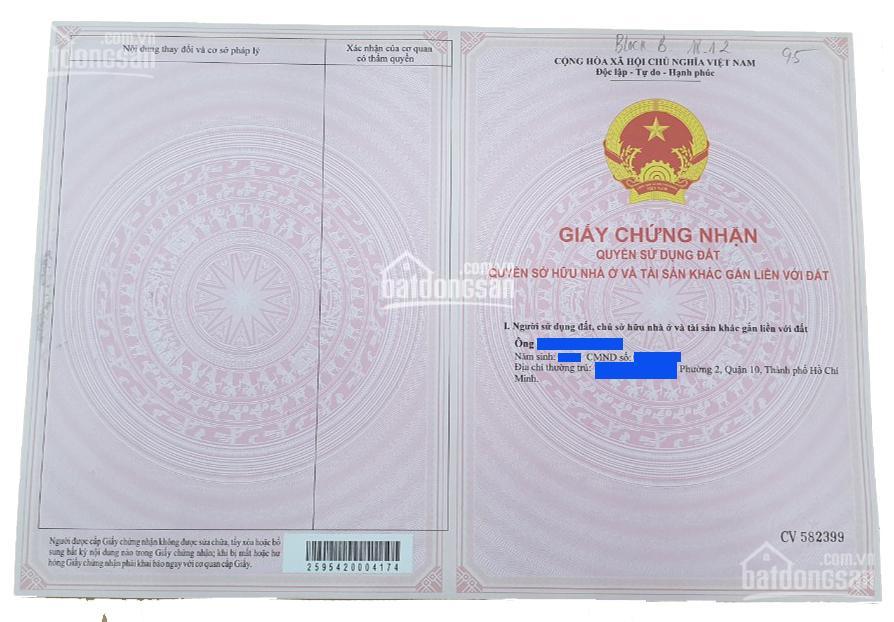 Nội dung thay đổi và cơ sở pháp lý
Xác nhận của cơ quan
có thẩm quyền
Người được cấp Giấy chứng nhận không được sửa chữa, tẩy xóa hoặc bổ
sung bất kỳ nội dung nào trong Giấy chứng nhận; khi bị mất hoặc hư
hỏng Giấy chứng nhận phải khai báo ngay với cơ quan cấp Giấy.
2595420004174
Block B 11.12
95
CỘNG HÒA XÃ HỘI CHỦ NGHĨA VIỆT NAM
Độc lập - Tự do - Hạnh phúc
VIỆT NAM
GIẤY CHỨNG NHẬN
QUYỀN SỬ DỤNG ĐẤT
QUYỀN SỞ HỮU NHÀ Ở VÀ TÀI SẢN KHÁC GẮN LIỀN VỚI ĐẤT
I. Người sử dụng đất, chủ sở hữu nhà ở và tài sản khác gắn liền với đất
Ông
Năm sinh: CMND số:
Địa chỉ thường trú: Phường 2, Quận 10, Thành phố Hồ Chí
Minh.
CV 582399
batdongsan.com.vn
batdongsan.com.vn
batdongsan.com.vn